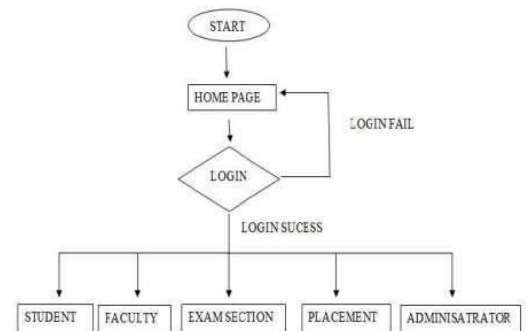 START
HOME PAGE
LOGIN FAIL
LOGIN
LOGIN SUCESS
STUDENT
FACULTY
EXAM SECTION
PLACEMENT
ADMINISATRATOR